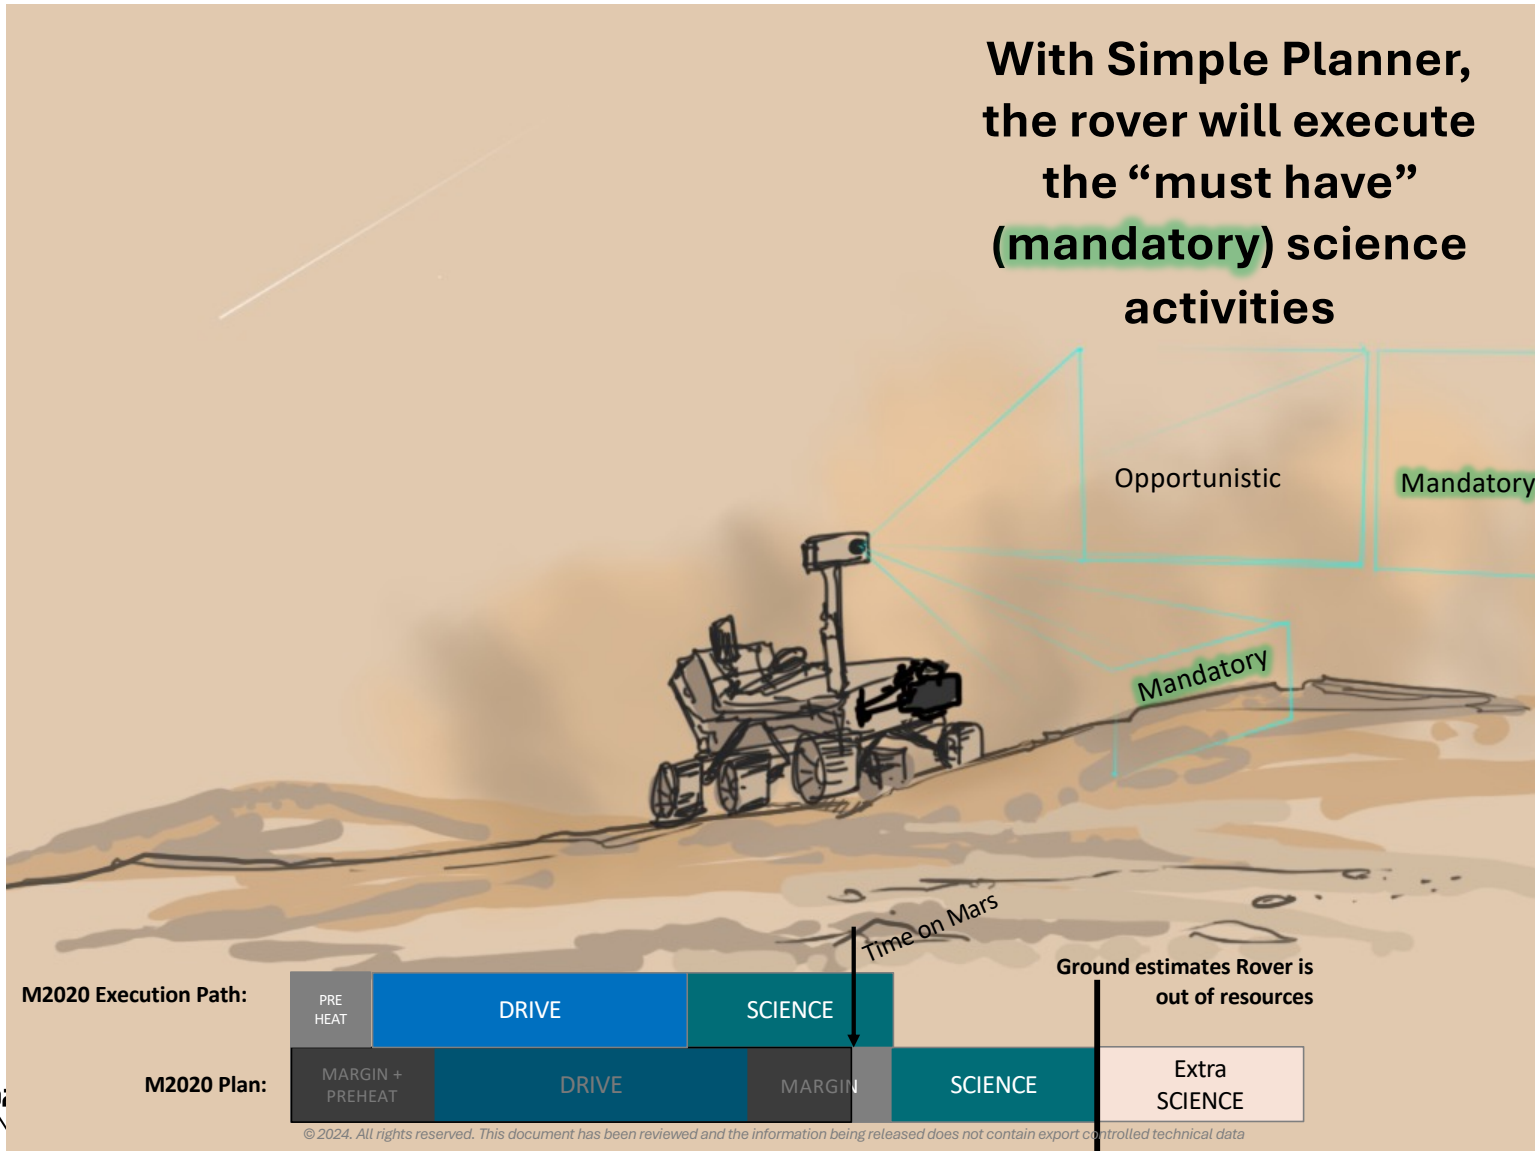 With Simple Planner,
the rover will execute
the “must have”
(mandatory) science
activities
Opportunistic
Mandatory
Mandatory
Time on Mars
Ground estimates Rover is
out of resources
M2020 Execution Path:
PRE
HEAT
DRIVE
SCIENCE
M2020 Plan:
MARGIN +
PREHEAT
DRIVE
MARGIN
SCIENCE
Extra
SCIENCE
© 2024. All rights reserved. This document has been reviewed and the information being released does not contain export controlled technical data